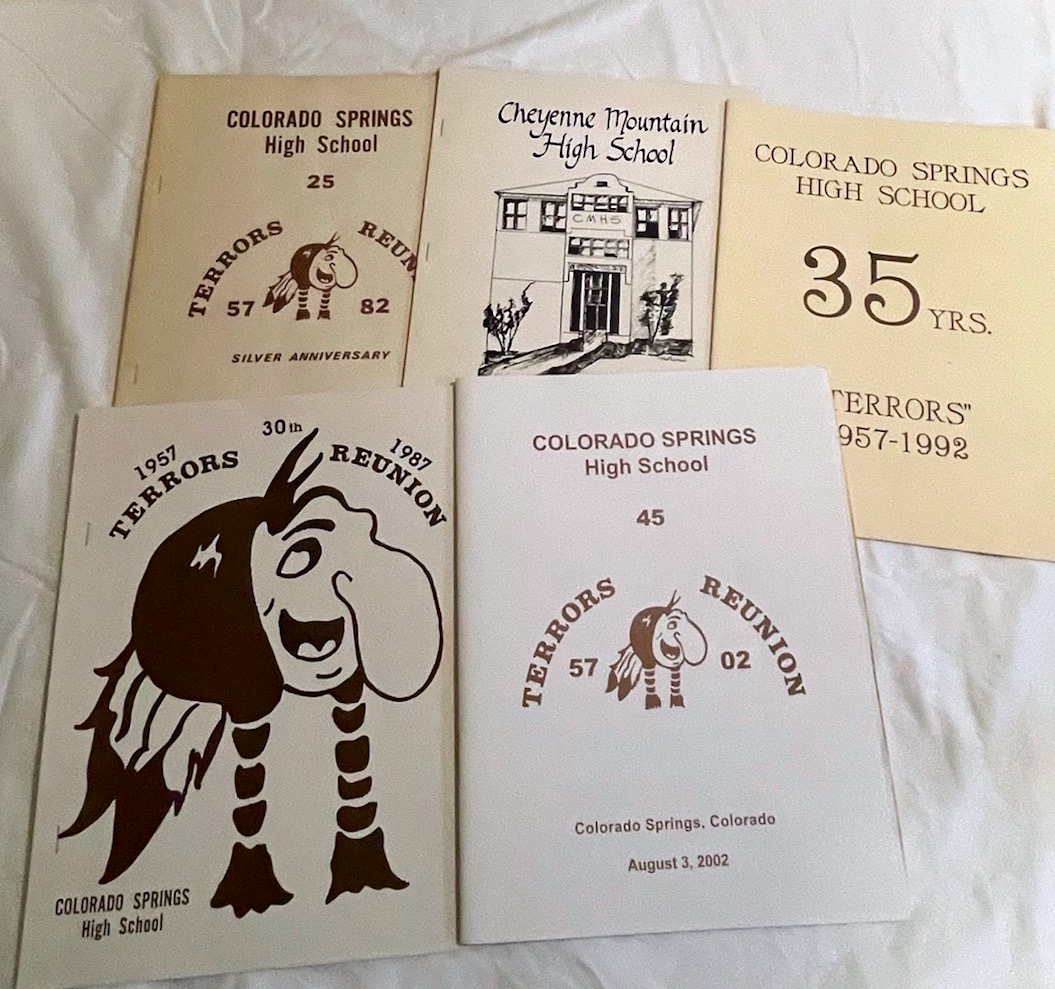 COLORADO SPRINGS
High School
25
TERRORS REUN
57 82
SILVER ANNIVERSARY
Cheyenne Mountain
High School
CMHS
COLORADO SPRINGS
HIGH SCHOOL
35 YRS.
TERRORS"
957-1992
30th
1957 1987
TERRORS REUNION
COLORADO SPRINGS
High School
COLORADO SPRINGS
High School
45
TERRORS REUNION
57 02
Colorado Springs, Colorado
August 3, 2002